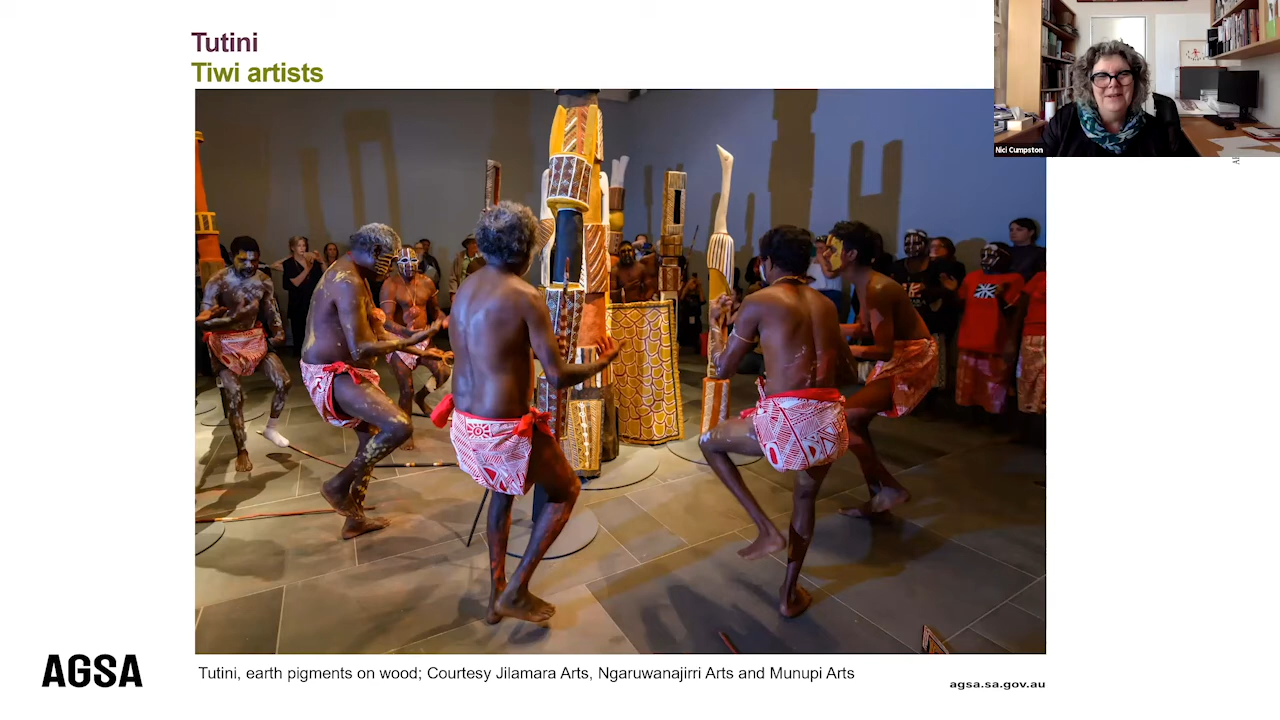 Tutini
Tiwi artists
Nici Cumpston
AGSA
Tutini, earth pigments on wood; Courtesy Jilamara Arts, Ngaruwanajirri Arts and Munupi Arts
agsa.sa.gov.au